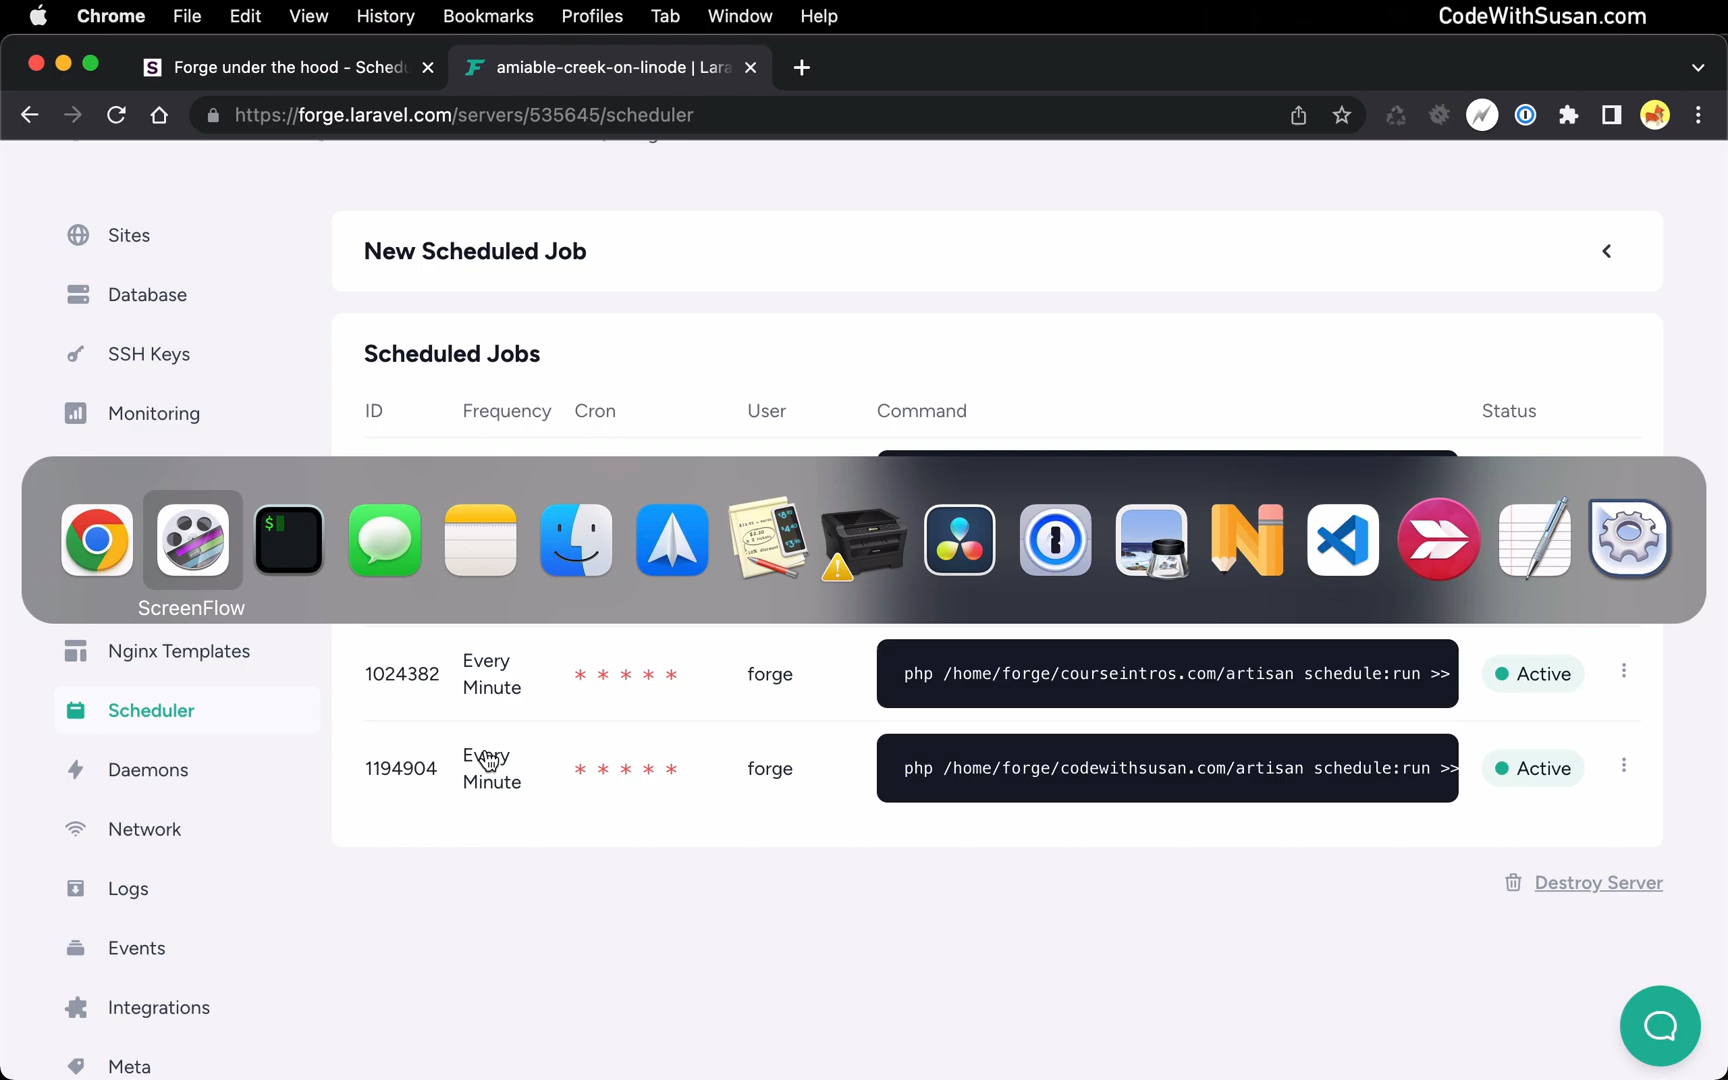 Chrome File Edit View History Bookmarks Profiles Tab Window Help CodeWithSusan.com
Forge under the hood - Schedu amiable-creek-on-linode | Lara
https://forge.laravel.com/servers/535645/scheduler
Sites
New Scheduled Job
Database
SSH Keys
Scheduled Jobs
Monitoring
ID Frequency Cron User Command Status
$
ScreenFlow
Nginx Templates
1024382 Every Minute * * * * * forge php /home/forge/courseintros.com/artisan schedule:run >> Active
Scheduler
1194904 Every Minute * * * * * forge php /home/forge/codewithsusan.com/artisan schedule:run >> Active
Daemons
Network
Logs
Destroy Server
Events
Integrations
Meta